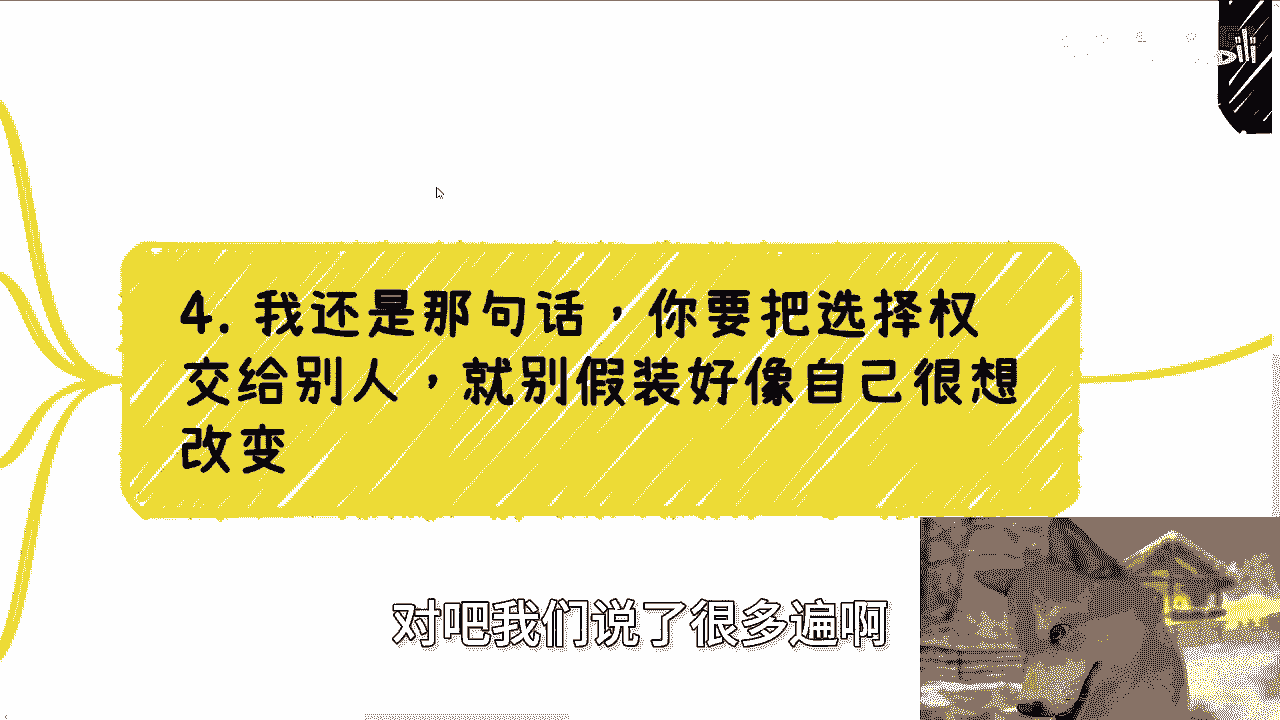 4. 我还是那句话，你要把选择权
交给别人，就别假装好像自己很想
改变
对吧我们说了很多遍啊